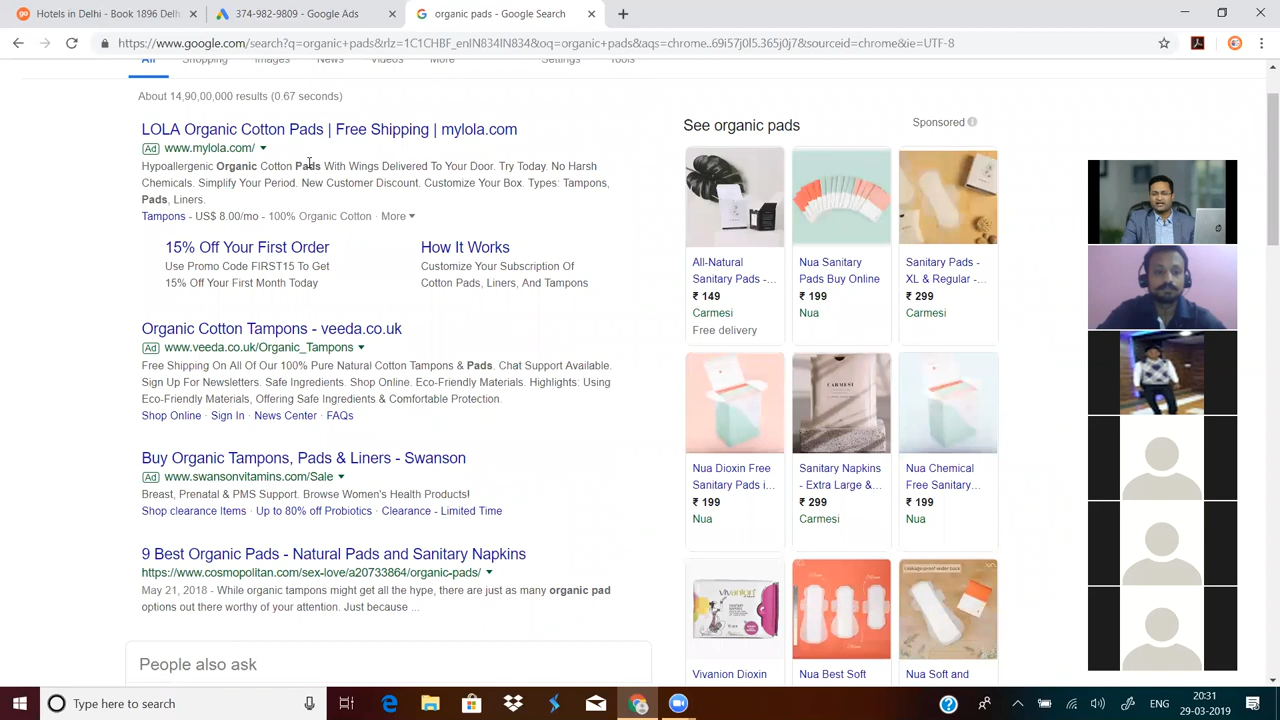 Hotels in Delhi - Book 1896 Delhi
374-982-9809 - Google Ads
organic pads - Google Search
https://www.google.com/search?q=organic+pads&rlz=1C1CHBF_enIN834IN834&oq=organic+pads&aqs=chrome..69i57j0l5.365j0j7&sourceid=chrome&ie=UTF-8
All Shopping Images News Videos More Settings Tools
About 14,90,00,000 results (0.67 seconds)
LOLA Organic Cotton Pads | Free Shipping | mylola.com
Ad www.mylola.com/
Hypoallergenic Organic Cotton Pads With Wings Delivered To Your Door. Try Today. No Harsh
Chemicals. Simplify Your Period. New Customer Discount. Customize Your Box. Types: Tampons,
Pads, Liners.
Tampons - US$ 8.00/mo - 100% Organic Cotton · More
15% Off Your First Order
Use Promo Code FIRST15 To Get
15% Off Your First Month Today
How It Works
Customize Your Subscription Of
Cotton Pads, Liners, And Tampons
Organic Cotton Tampons - veeda.co.uk
Ad www.veeda.co.uk/Organic_Tampons
Free Shipping On All Of Our 100% Pure Natural Cotton Tampons & Pads. Chat Support Available.
Sign Up For Newsletters. Safe Ingredients. Shop Online. Eco-Friendly Materials. Highlights: Using
Eco-Friendly Materials, Offering Safe Ingredients & Comfortable Protection.
Shop Online · Sign In · News Center · FAQs
Buy Organic Tampons, Pads & Liners - Swanson
Ad www.swansonvitamins.com/Sale
Breast, Prenatal & PMS Support. Browse Women's Health Products!
Shop clearance Items · Up to 80% off Probiotics · Clearance - Limited Time
9 Best Organic Pads - Natural Pads and Sanitary Napkins
https://www.cosmopolitan.com/sex-love/a20733864/organic-pads/
May 21, 2018 - While organic tampons might get all the hype, there are just as many organic pad
options out there worthy of your attention. Just because ...
People also ask
See organic pads
Sponsored
All-Natural
Sanitary Pads -...
₹ 149
Carmesi
Free delivery
Nua Sanitary
Pads Buy Online
₹ 199
Nua
Sanitary Pads -
XL & Regular -...
₹ 299
Carmesi
CARMESI
Nua Dioxin Free
Sanitary Pads i...
₹ 199
Nua
Sanitary Napkins
- Extra Large &...
₹ 299
Carmesi
Nua Chemical
Free Sanitary...
₹ 199
Nua
Vivanion
Vivanion Dioxin
Nua Best Soft
Nua Soft and
Type here to search
ENG
20:31
29-03-2019